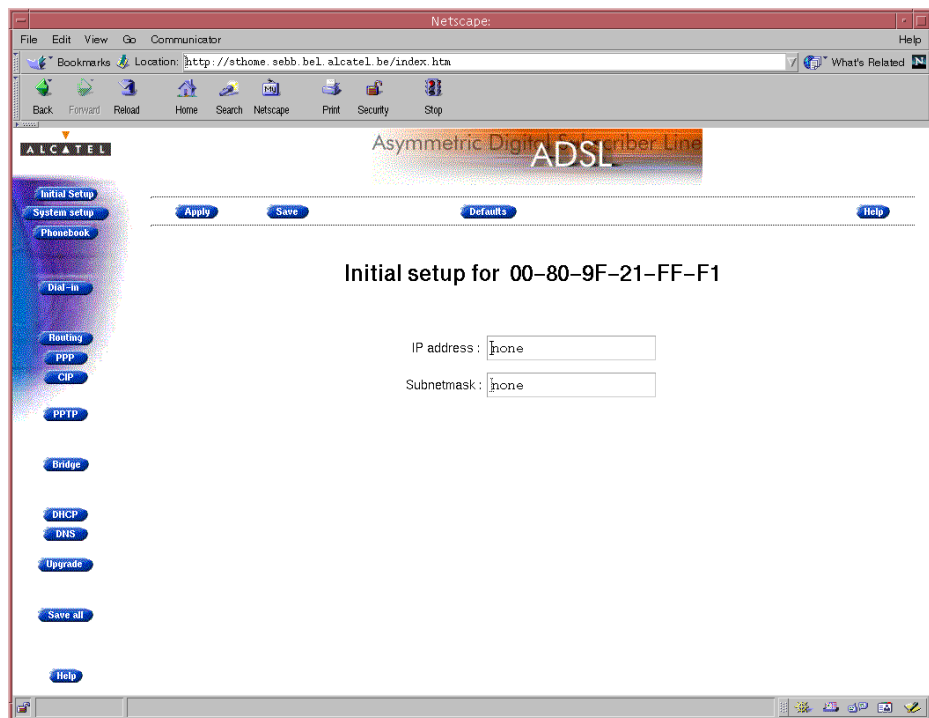 Netscape:
File Edit View Go Communicator Help
Bookmarks Location: http://sthome.sebb.bel.alcatel.be/index.htm What's Related N
Back Forward Reload Home Search Netscape Print Security Stop
My
ALCATEL
Asymmetric Digital Subscriber Line
ADSL
Initial Setup
System setup
Phonebook
Dial-in
Routing
PPP
CIP
PPTP
Bridge
DHCP
DNS
Upgrade
Save all
Help
Apply Save Defaults Help
Initial setup for 00-80-9F-21-FF-F1
IP address : none
Subnetmask : none